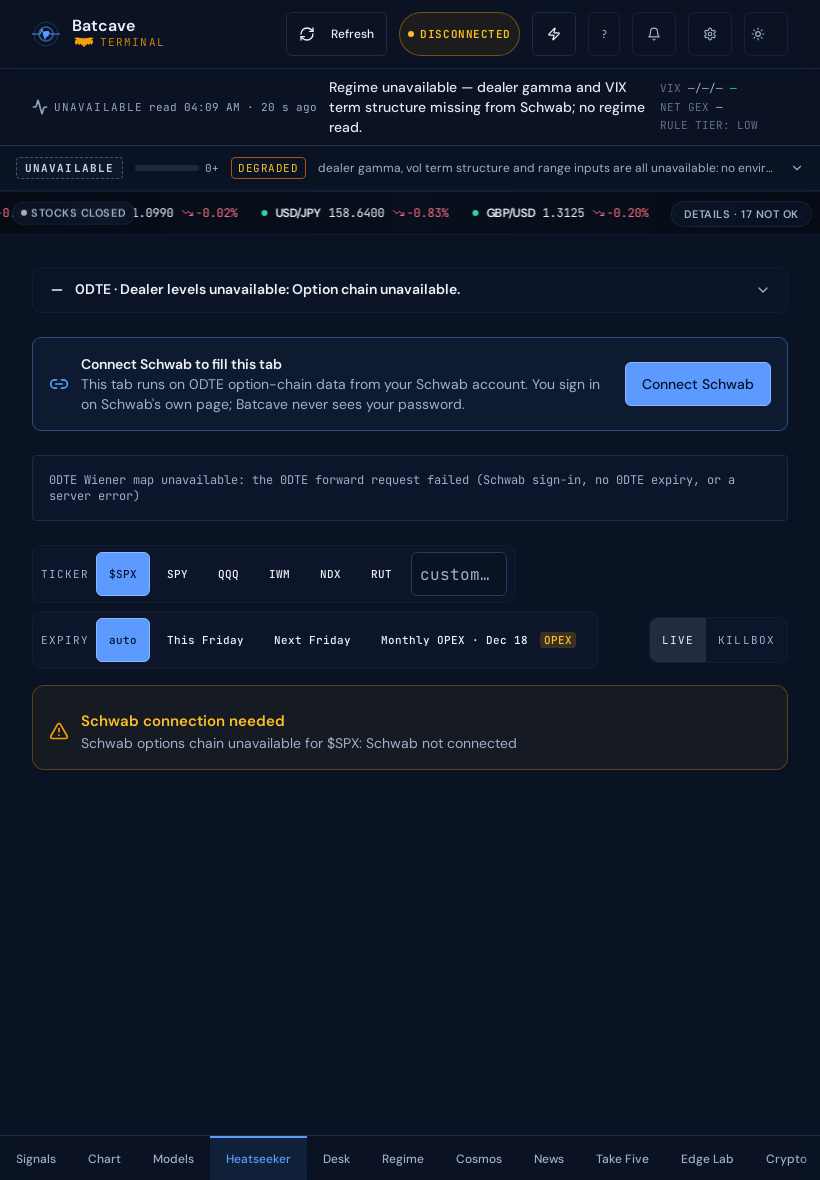 Batcave
TERMINAL
Refresh
DISCONNECTED
?
UNAVAILABLE read 04:09 AM · 20 s ago
Regime unavailable — dealer gamma and VIX
term structure missing from Schwab; no regime
read.
VIX —/—/— —
NET GEX —
RULE TIER: LOW
UNAVAILABLE
0+
DEGRADED
dealer gamma, vol term structure and range inputs are all unavailable: no envir…
STOCKS CLOSED
1.0990 -0.02%
USD/JPY 158.6400 -0.83%
GBP/USD 1.3125 -0.20%
DETAILS · 17 NOT OK
— 0DTE · Dealer levels unavailable: Option chain unavailable.
Connect Schwab to fill this tab
This tab runs on 0DTE option-chain data from your Schwab account. You sign in
on Schwab's own page; Batcave never sees your password.
Connect Schwab
0DTE Wiener map unavailable: the 0DTE forward request failed (Schwab sign-in, no 0DTE expiry, or a
server error)
TICKER $SPX SPY QQQ IWM NDX RUT custom…
EXPIRY auto This Friday Next Friday Monthly OPEX · Dec 18 OPEX
LIVE KILLBOX
Schwab connection needed
Schwab options chain unavailable for $SPX: Schwab not connected
Signals Chart Models Heatseeker Desk Regime Cosmos News Take Five Edge Lab Crypto